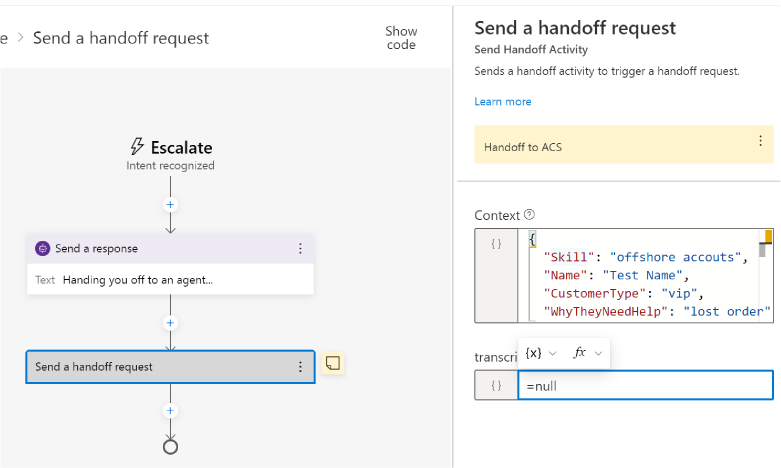 e > Send a handoff request
Show
code
Escalate
Intent recognized
+
Send a response
Text Handing you off to an agent...
+
Send a handoff request
+
Send a handoff request
Send Handoff Activity
Sends a handoff activity to trigger a handoff request.
Learn more
Handoff to ACS
Context ?
{ }
{
"Skill": "offshore accouts",
"Name": "Test Name",
"CustomerType": "vip",
"WhyTheyNeedHelp": "lost order"
transcri
{x} fx
{ } =null